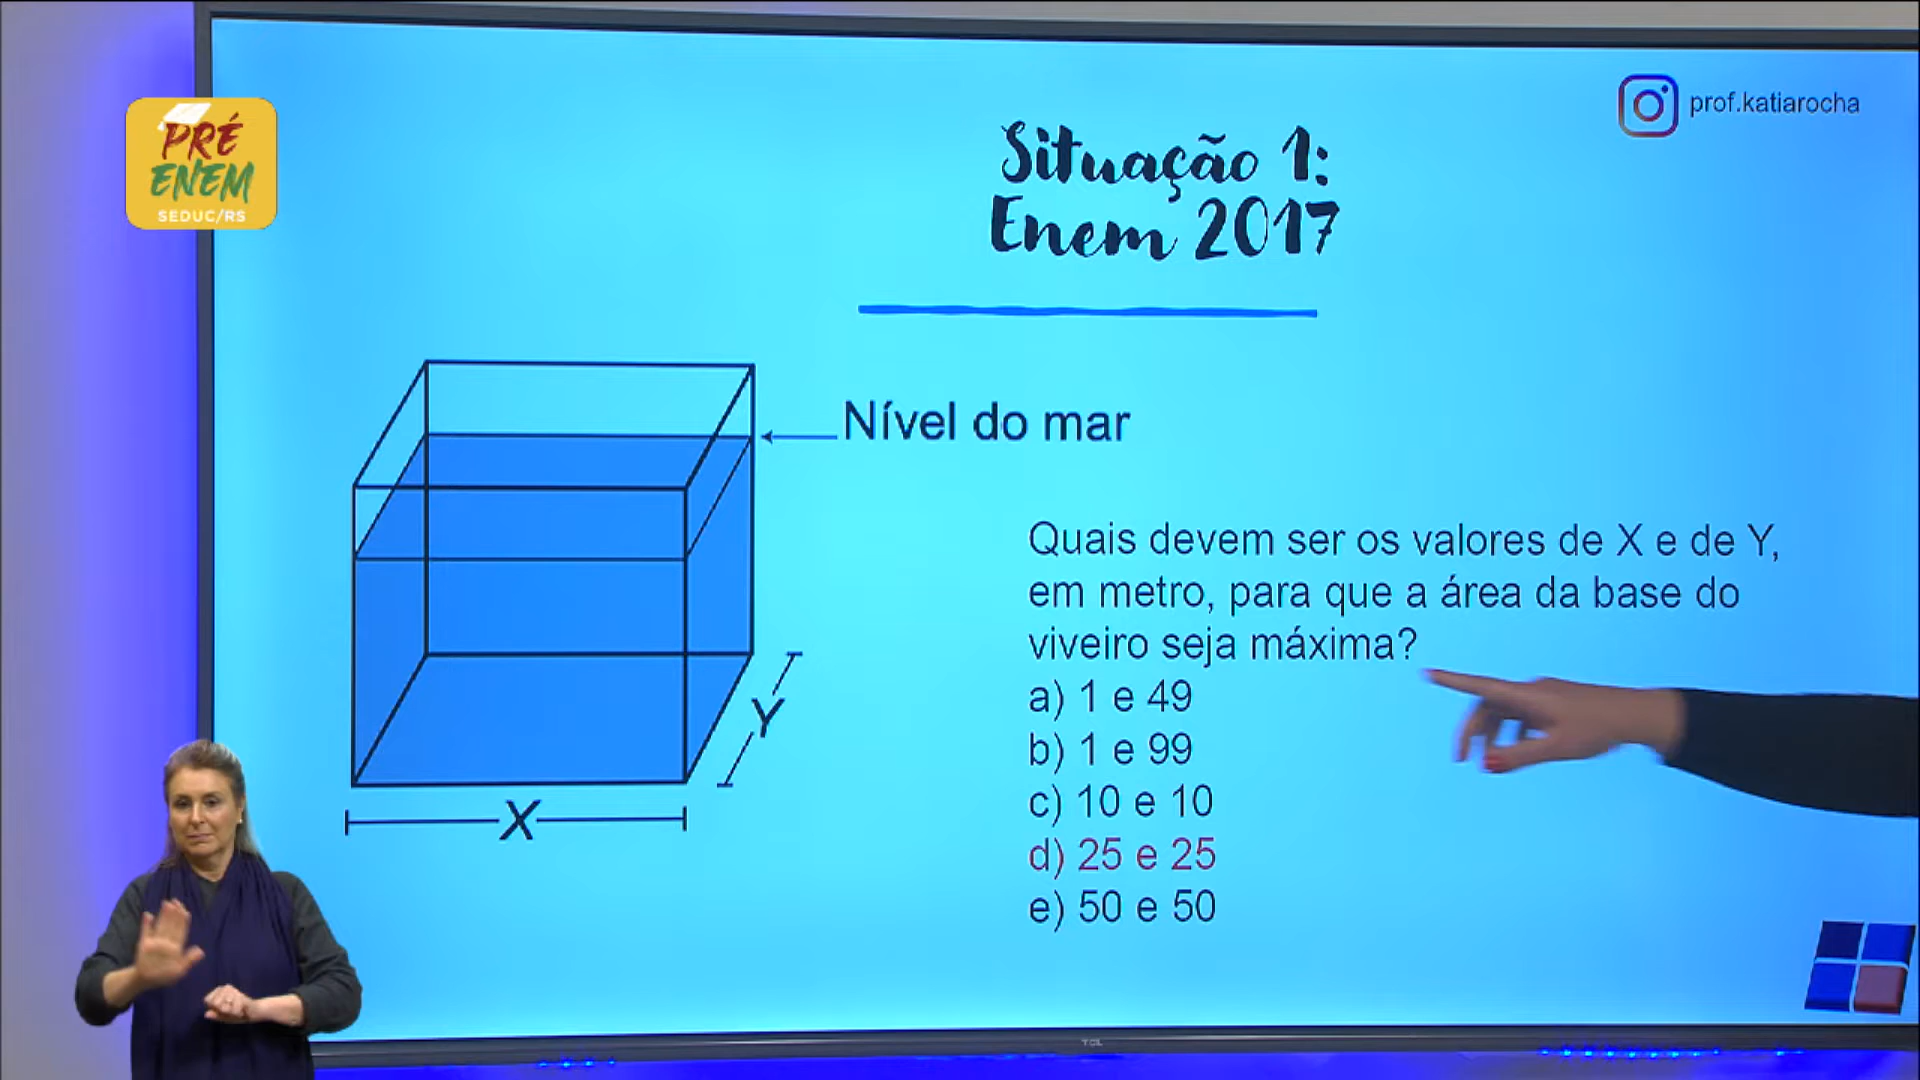 PRÉ
ENEM
SEDUC/RS
prof.katiarocha
Situação 1:
Enem 2017
Nível do mar
Quais devem ser os valores de X e de Y,
em metro, para que a área da base do
viveiro seja máxima?
a) 1 e 49
b) 1 e 99
c) 10 e 10
d) 25 e 25
e) 50 e 50
Y
X
TCL